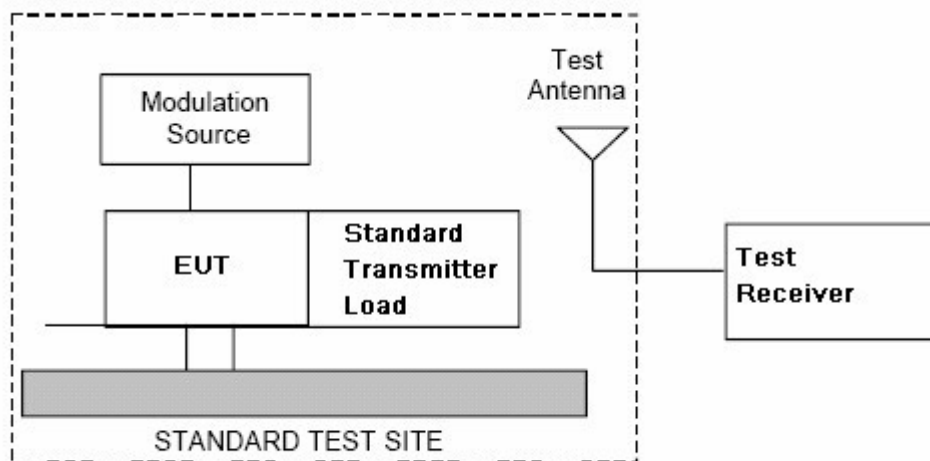 Modulation
Source
Test
Antenna
EUT
Standard
Transmitter
Load
Test
Receiver
STANDARD TEST SITE